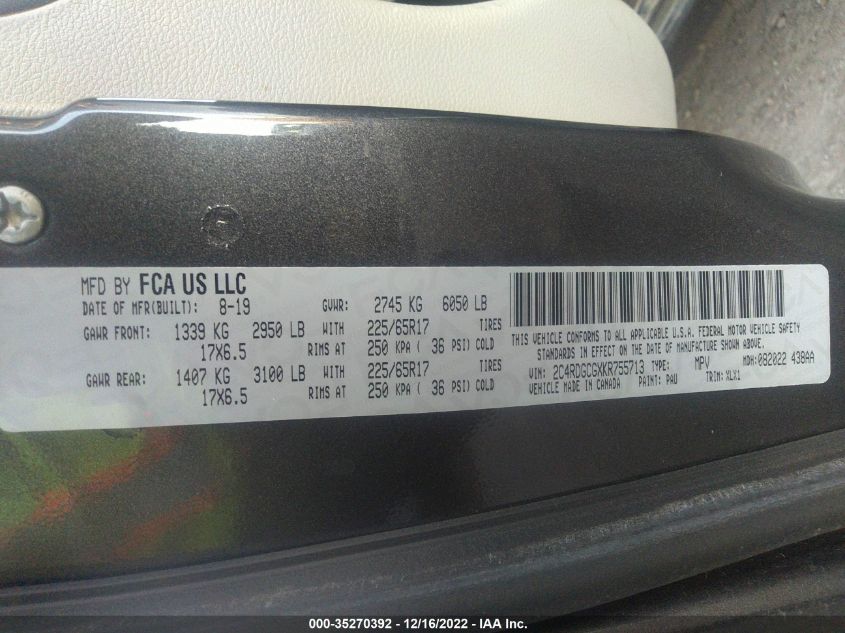 MFD BY FCA US LLC
DATE OF MFR(BUILT): 8-19 GVWR: 2745 KG 6050 LB
GAWR FRONT: 1339 KG 2950 LB WITH 225/65R17 TIRES
17X6.5 RIMS AT 250 KPA ( 36 PSI) COLD
GAWR REAR: 1407 KG 3100 LB WITH 225/65R17 TIRES
17X6.5 RIMS AT 250 KPA ( 36 PSI) COLD
THIS VEHICLE CONFORMS TO ALL APPLICABLE U.S.A. FEDERAL MOTOR VEHICLE SAFETY
STANDARDS IN EFFECT ON THE DATE OF MANUFACTURE SHOWN ABOVE.
VIN: 2C4RDGCGXKR755713 TYPE: MPV MDH: 082022 438AA
VEHICLE MADE IN CANADA PAINT: PAU TRIM: XLX1
000-35270392 - 12/16/2022 - IAA Inc.